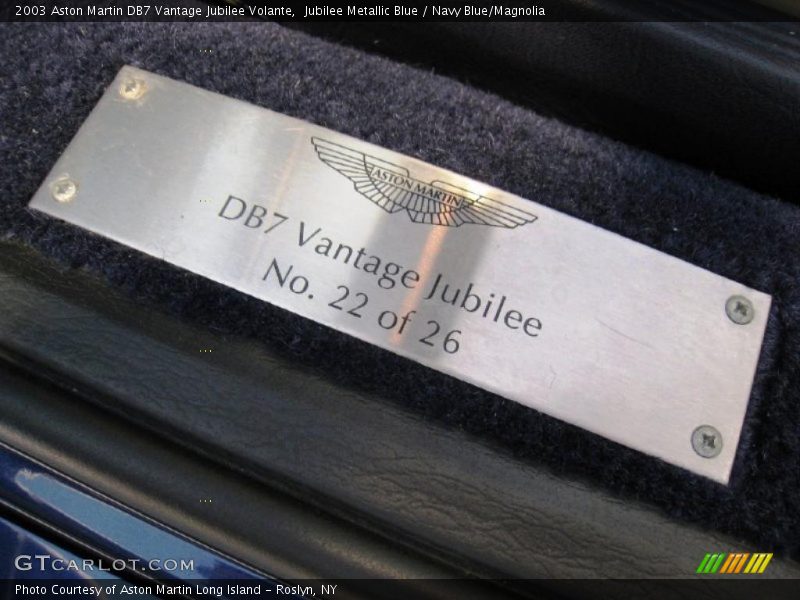 2003 Aston Martin DB7 Vantage Jubilee Volante,  Jubilee Metallic Blue / Navy Blue/Magnolia
ASTON MARTIN
DB7 Vantage Jubilee
No. 22 of 26
GTCARLOT.COM
Photo Courtesy of Aston Martin Long Island - Roslyn, NY